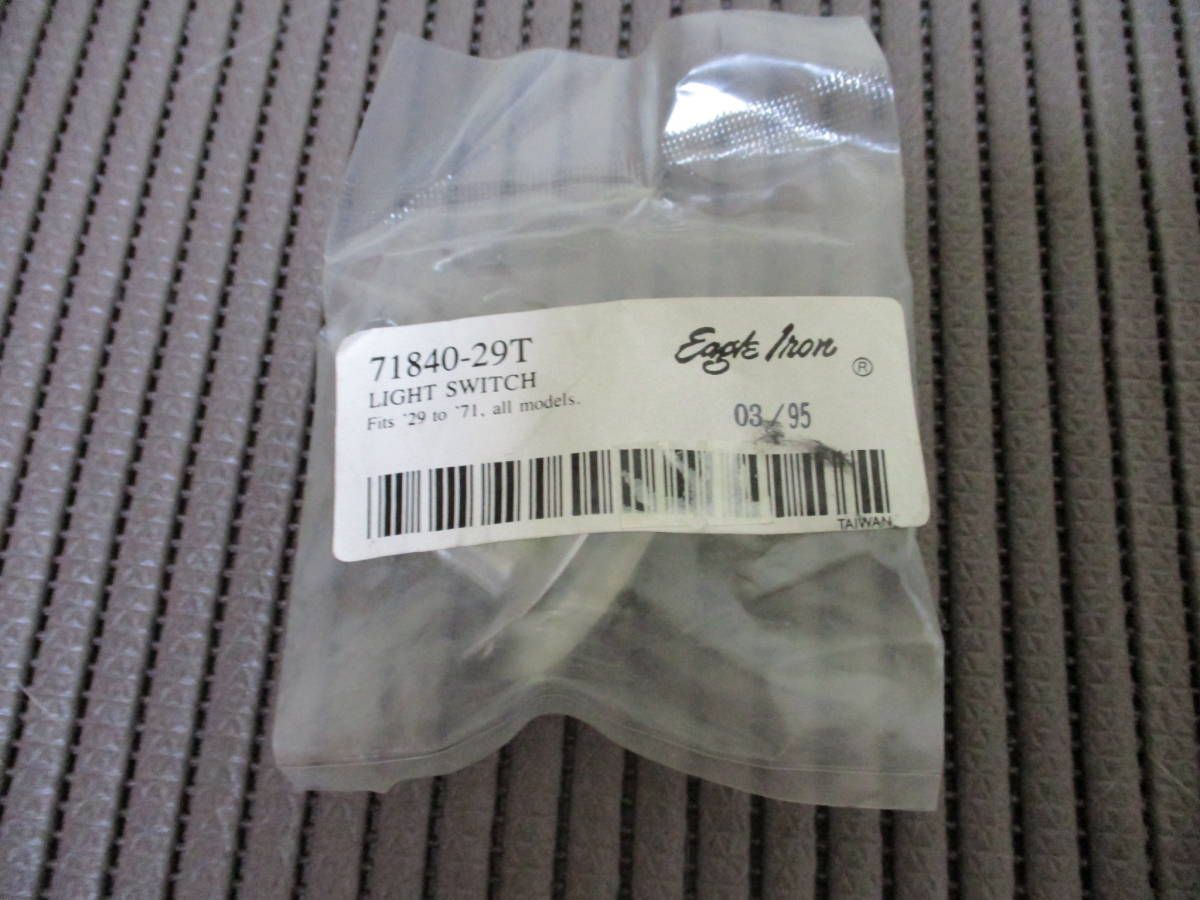 71840-29T
LIGHT SWITCH
Fits '29 to '71, all models.
Eagle Iron
®
03/95
TAIWAN